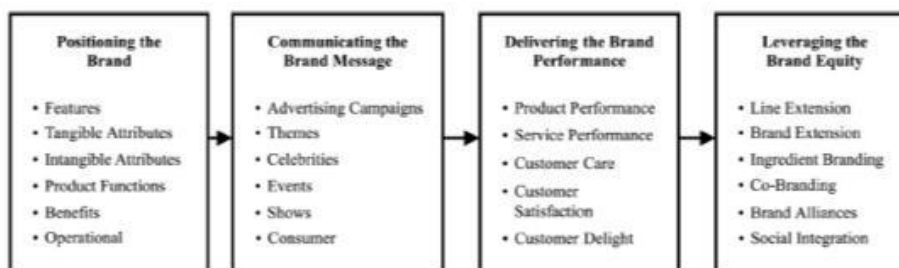 Positioning the
Brand
• Features
• Tangible Attributes
• Intangible Attributes
• Product Functions
• Benefits
• Operational
Communicating the
Brand Message
• Advertising Campaigns
• Themes
• Celebrities
• Events
• Shows
• Consumer
Delivering the Brand
Performance
• Product Performance
• Service Performance
• Customer Care
• Customer
Satisfaction
• Customer Delight
Leveraging the
Brand Equity
• Line Extension
• Brand Extension
• Ingredient Branding
• Co-Branding
• Brand Alliances
• Social Integration